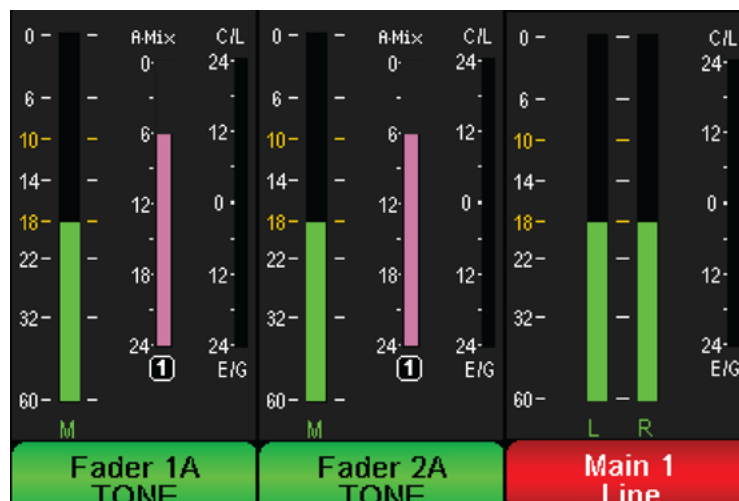 0 A-Mix C/L 0 A-Mix C/L 0 C/L
0 24 0 24 24
6 6 6
10 6 12 10 6 12 10 12
14 14 14
12 0 12 0 0
18 18 18
22 22 22
18 12 18 12 12
32 32 32
24 24 24 24 24
1 E/G 1 E/G E/G
60 60 60
M M L R
Fader 1A Fader 2A Main 1
TONE TONE Line